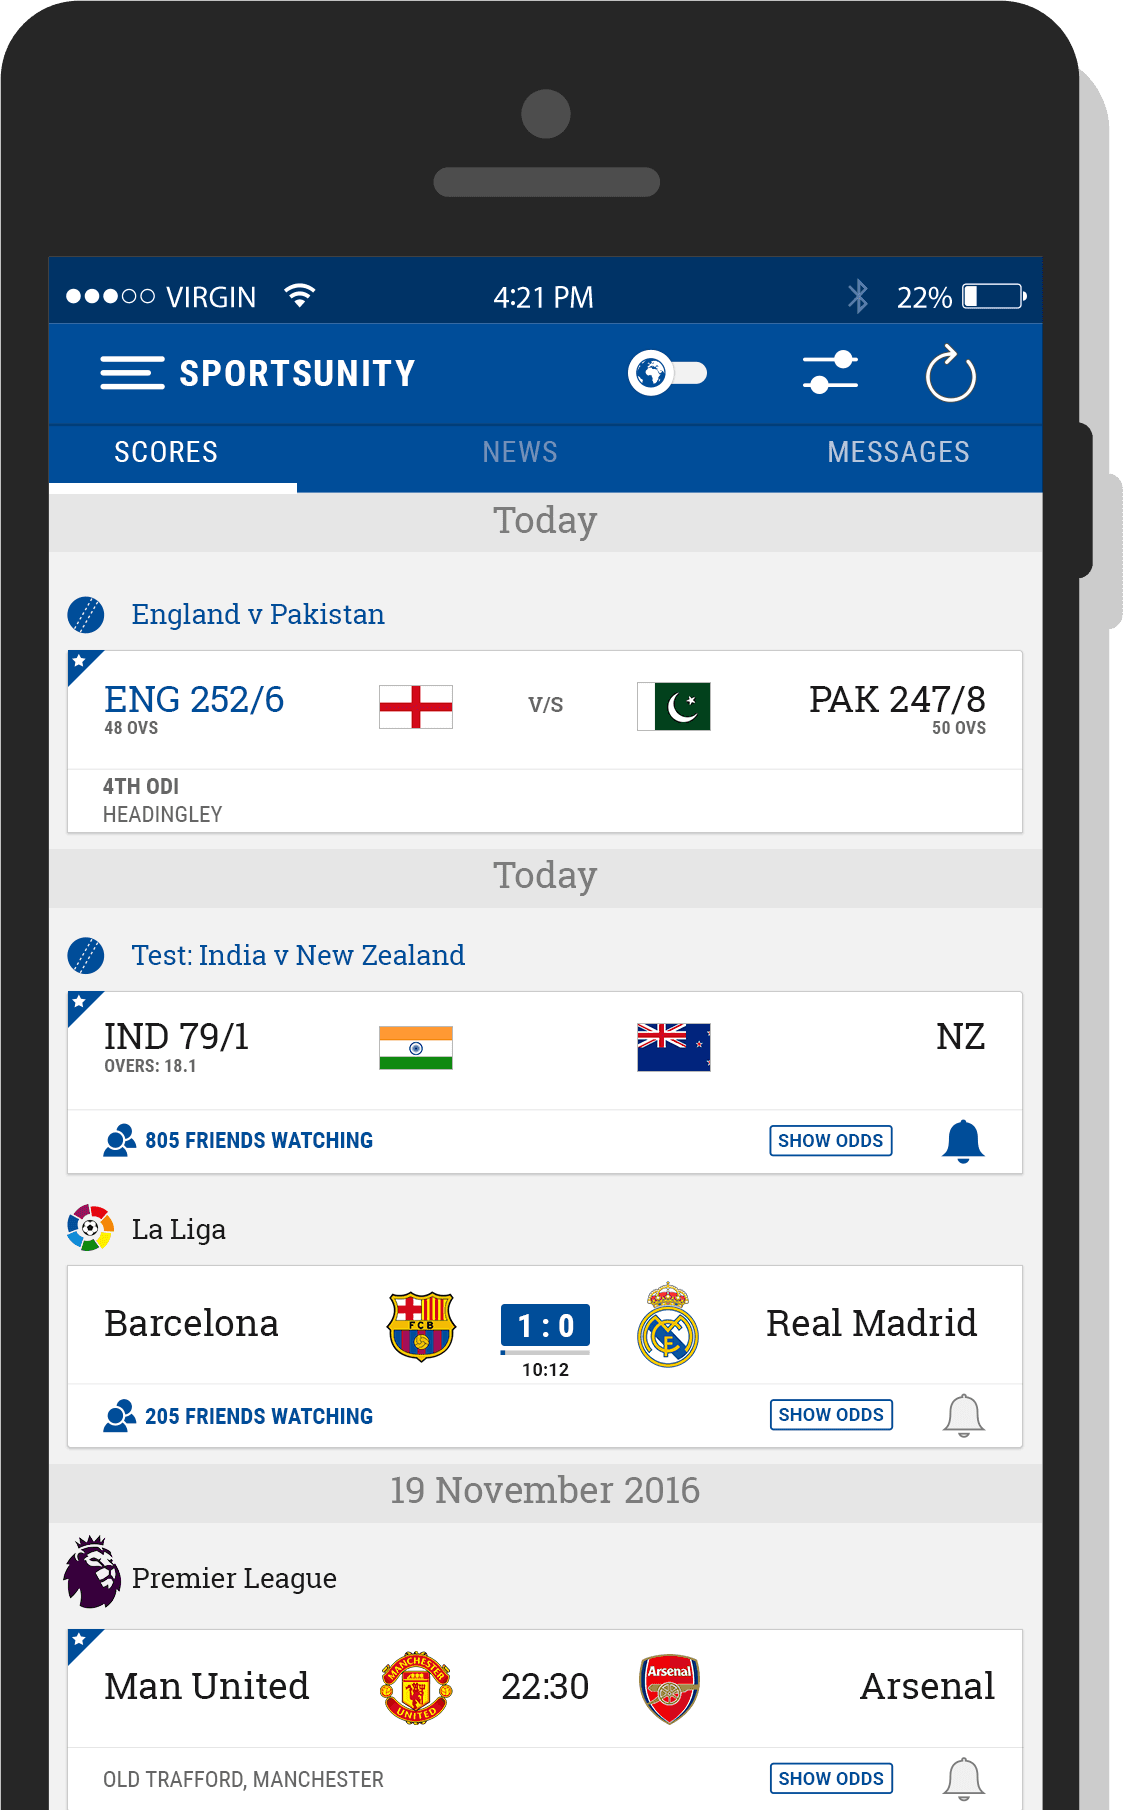 VIRGIN 4:21 PM 22%
SPORTSUNITY
SCORES NEWS MESSAGES
Today
England v Pakistan
ENG 252/6 V/S PAK 247/8
48 OVS 50 OVS
4TH ODI
HEADINGLEY
Today
Test: India v New Zealand
IND 79/1 NZ
OVERS: 18.1
805 FRIENDS WATCHING SHOW ODDS
La Liga
FCB
Barcelona 1 : 0 Real Madrid
10:12
205 FRIENDS WATCHING SHOW ODDS
19 November 2016
Premier League
MANCHESTER Arsenal
Man United 22:30 Arsenal
UNITED
OLD TRAFFORD, MANCHESTER SHOW ODDS